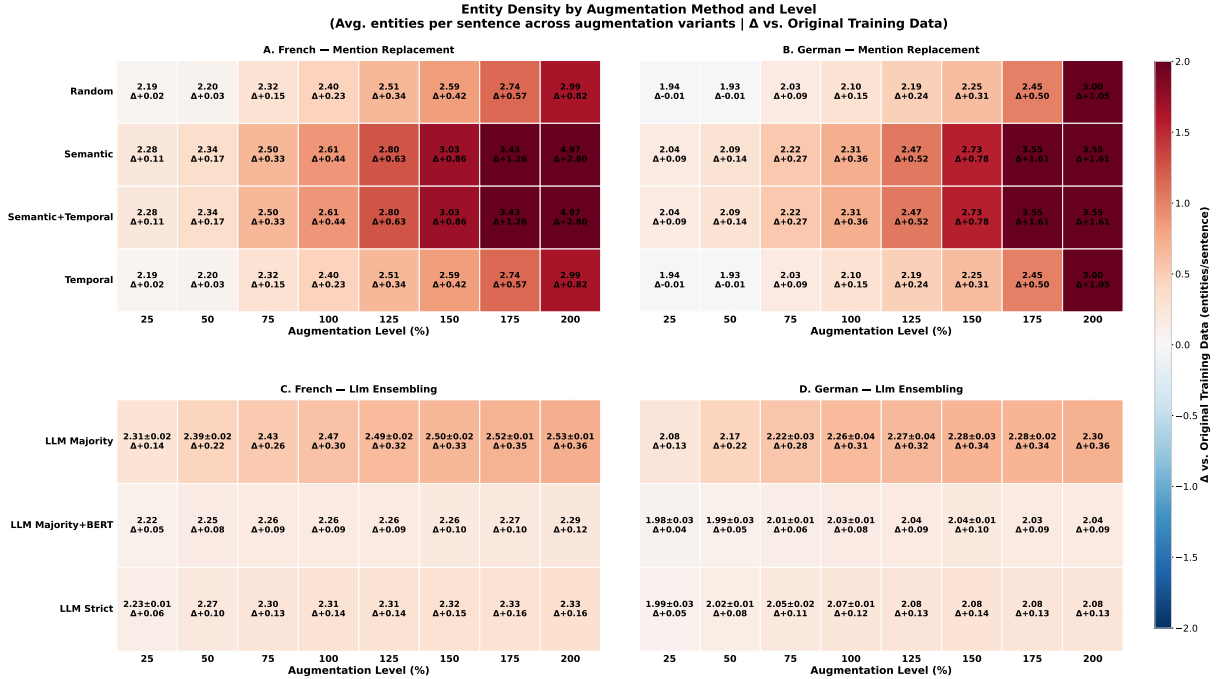 Entity Density by Augmentation Method and Level
(Avg. entities per sentence across augmentation variants | Δ vs. Original Training Data)
A. French — Mention Replacement
Random
2.19 2.20 2.32 2.40 2.51 2.59 2.74 2.99
Δ+0.02 Δ+0.03 Δ+0.15 Δ+0.23 Δ+0.34 Δ+0.42 Δ+0.57 Δ+0.82
Semantic
2.28 2.34 2.50 2.61 2.80 3.03 3.43 4.97
Δ+0.11 Δ+0.17 Δ+0.33 Δ+0.44 Δ+0.63 Δ+0.86 Δ+1.26 Δ+2.80
Semantic+Temporal
2.28 2.34 2.50 2.61 2.80 3.03 3.43 4.97
Δ+0.11 Δ+0.17 Δ+0.33 Δ+0.44 Δ+0.63 Δ+0.86 Δ+1.26 Δ+2.80
Temporal
2.19 2.20 2.32 2.40 2.51 2.59 2.74 2.99
Δ+0.02 Δ+0.03 Δ+0.15 Δ+0.23 Δ+0.34 Δ+0.42 Δ+0.57 Δ+0.82
25 50 75 100 125 150 175 200
Augmentation Level (%)
B. German — Mention Replacement
1.94 1.93 2.03 2.10 2.19 2.25 2.45 3.00
Δ-0.01 Δ-0.01 Δ+0.09 Δ+0.15 Δ+0.24 Δ+0.31 Δ+0.50 Δ+1.05
2.04 2.09 2.22 2.31 2.47 2.73 3.55 3.55
Δ+0.09 Δ+0.14 Δ+0.27 Δ+0.36 Δ+0.52 Δ+0.78 Δ+1.61 Δ+1.61
2.04 2.09 2.22 2.31 2.47 2.73 3.55 3.55
Δ+0.09 Δ+0.14 Δ+0.27 Δ+0.36 Δ+0.52 Δ+0.78 Δ+1.61 Δ+1.61
1.94 1.93 2.03 2.10 2.19 2.25 2.45 3.00
Δ-0.01 Δ-0.01 Δ+0.09 Δ+0.15 Δ+0.24 Δ+0.31 Δ+0.50 Δ+1.05
25 50 75 100 125 150 175 200
Augmentation Level (%)
C. French — Llm Ensembling
LLM Majority
2.31±0.02 2.39±0.02 2.43 2.47 2.49±0.02 2.50±0.02 2.52±0.01 2.53±0.01
Δ+0.14 Δ+0.22 Δ+0.26 Δ+0.30 Δ+0.32 Δ+0.33 Δ+0.35 Δ+0.36
LLM Majority+BERT
2.22 2.25 2.26 2.26 2.26 2.26 2.27 2.29
Δ+0.05 Δ+0.08 Δ+0.09 Δ+0.09 Δ+0.09 Δ+0.10 Δ+0.10 Δ+0.12
LLM Strict
2.23±0.01 2.27 2.30 2.31 2.31 2.32 2.33 2.33
Δ+0.06 Δ+0.10 Δ+0.13 Δ+0.14 Δ+0.14 Δ+0.15 Δ+0.16 Δ+0.16
25 50 75 100 125 150 175 200
Augmentation Level (%)
D. German — Llm Ensembling
2.08 2.17 2.22±0.03 2.26±0.04 2.27±0.04 2.28±0.03 2.28±0.02 2.30
Δ+0.13 Δ+0.22 Δ+0.28 Δ+0.31 Δ+0.32 Δ+0.34 Δ+0.34 Δ+0.36
1.98±0.03 1.99±0.03 2.01±0.01 2.03±0.01 2.04 2.04±0.01 2.03 2.04
Δ+0.04 Δ+0.05 Δ+0.06 Δ+0.08 Δ+0.09 Δ+0.10 Δ+0.09 Δ+0.09
1.99±0.03 2.02±0.01 2.05±0.02 2.07±0.01 2.08 2.08 2.08 2.08
Δ+0.05 Δ+0.08 Δ+0.11 Δ+0.12 Δ+0.13 Δ+0.14 Δ+0.13 Δ+0.13
25 50 75 100 125 150 175 200
Augmentation Level (%)
2.0
1.5
1.0
0.5
0.0
−0.5
−1.0
−1.5
−2.0
Δ vs. Original Training Data (entities/sentence)